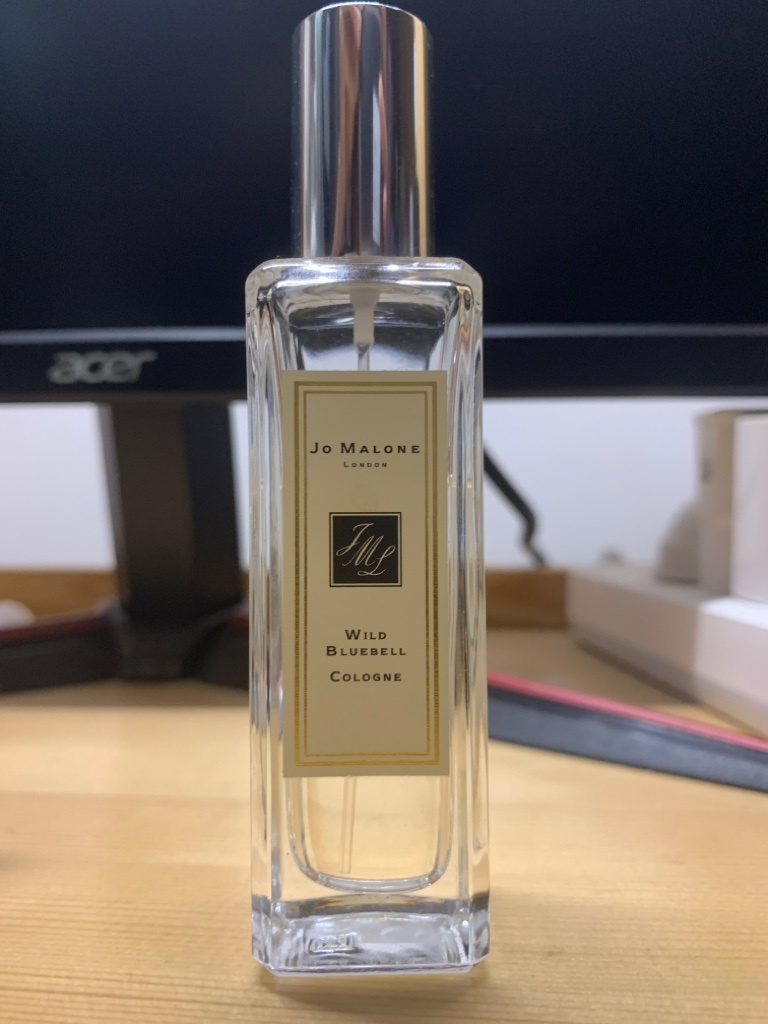 acer
Jo Malone
London
JML
Wild
Bluebell
Cologne